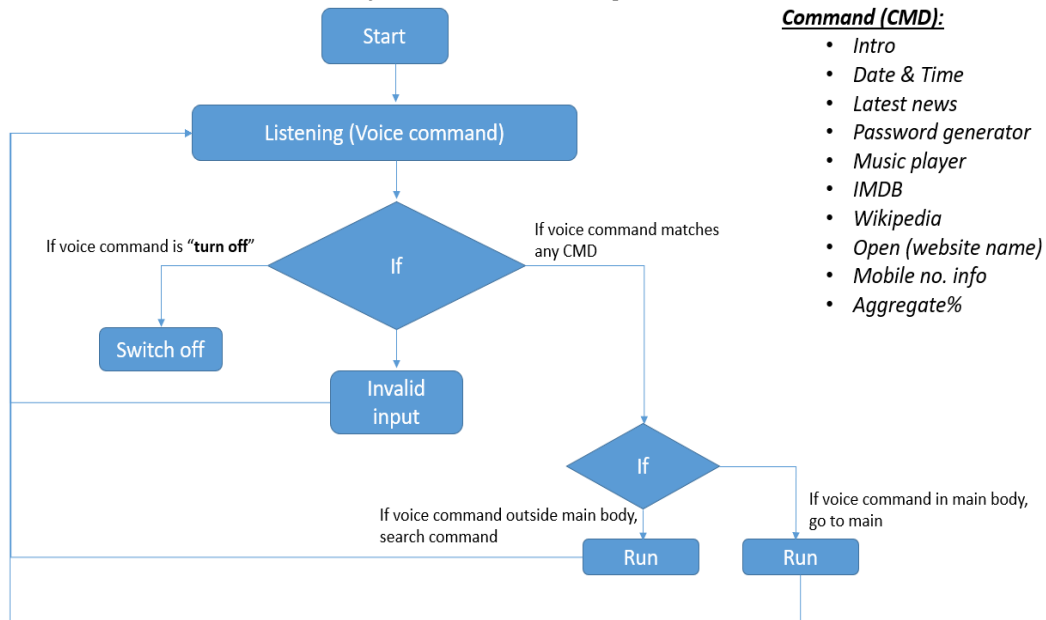 Start
Command (CMD):
• Intro
• Date & Time
• Latest news
• Password generator
• Music player
• IMDB
• Wikipedia
• Open (website name)
• Mobile no. info
• Aggregate%
Listening (Voice command)
If voice command is “turn off”
If
If voice command matches
any CMD
Switch off
Invalid
input
If
If voice command outside main body,
search command
If voice command in main body,
go to main
Run
Run